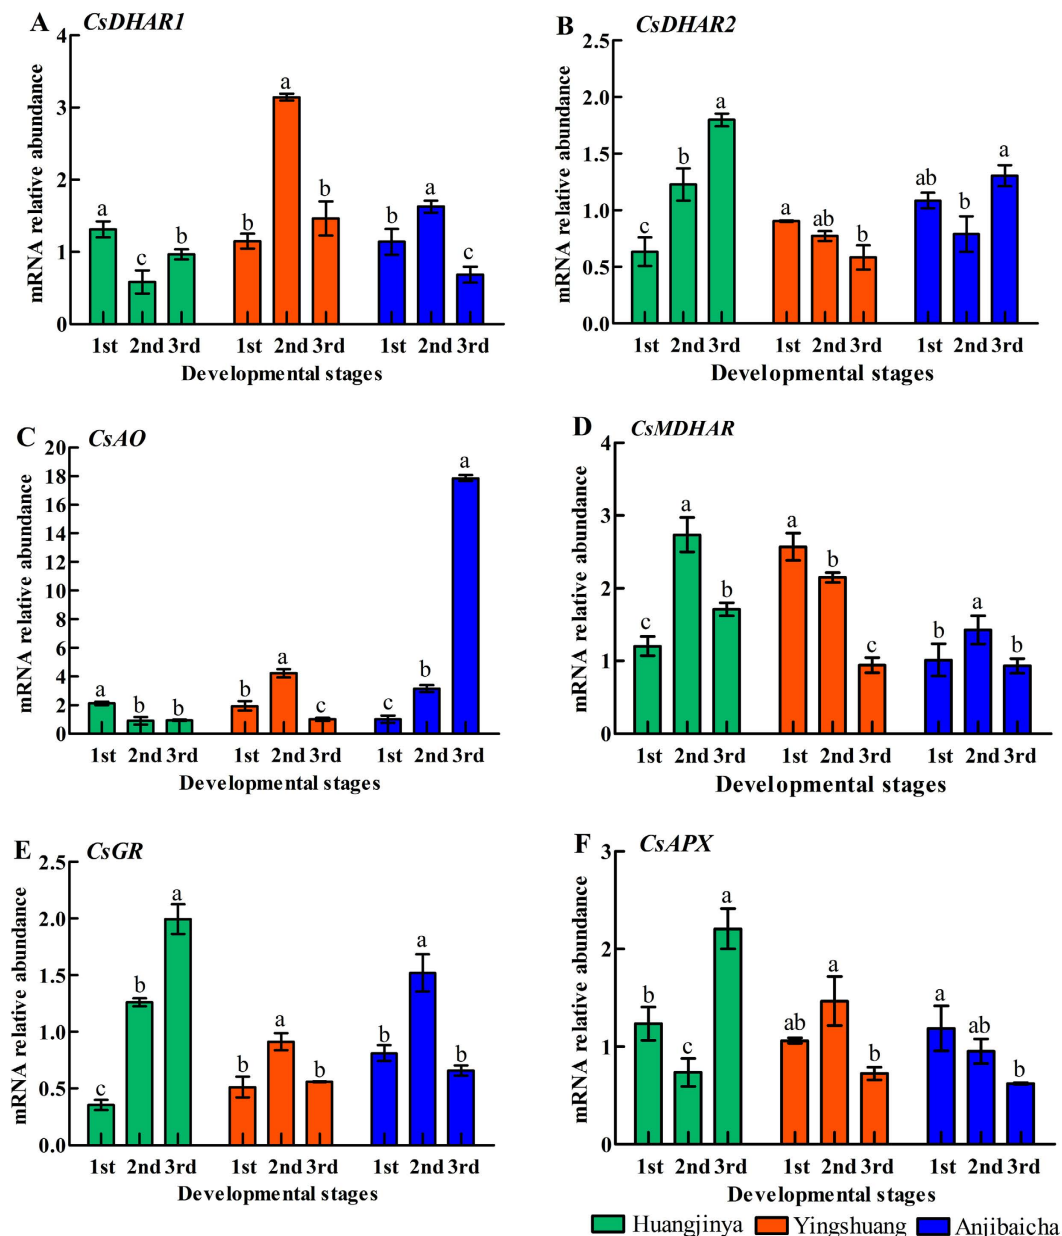 A CsDHAR1
mRNA relative abundance
4
3
2
1
0
a
c
b
b
a
b
b
a
c
1st 2nd 3rd 1st 2nd 3rd 1st 2nd 3rd
Developmental stages
B CsDHAR2
mRNA relative abundance
2.5
2.0
1.5
1.0
0.5
0.0
c
b
a
a
ab
b
ab
b
a
1st 2nd 3rd 1st 2nd 3rd 1st 2nd 3rd
Developmental stages
C CsAO
mRNA relative abundance
20
18
16
14
12
10
8
6
4
2
0
a
b
b
b
a
c
c
b
a
1st 2nd 3rd 1st 2nd 3rd 1st 2nd 3rd
Developmental stages
D CsMDHAR
mRNA relative abundance
4
3
2
1
0
c
a
b
a
b
c
b
a
b
1st 2nd 3rd 1st 2nd 3rd 1st 2nd 3rd
Developmental stages
E CsGR
mRNA relative abundance
2.5
2.0
1.5
1.0
0.5
0.0
c
b
a
b
a
b
b
a
b
1st 2nd 3rd 1st 2nd 3rd 1st 2nd 3rd
Developmental stages
F CsAPX
mRNA relative abundance
3
2
1
0
b
c
a
ab
a
b
a
ab
b
1st 2nd 3rd 1st 2nd 3rd 1st 2nd 3rd
Developmental stages
Huangjinya Yingshuang Anjibaicha